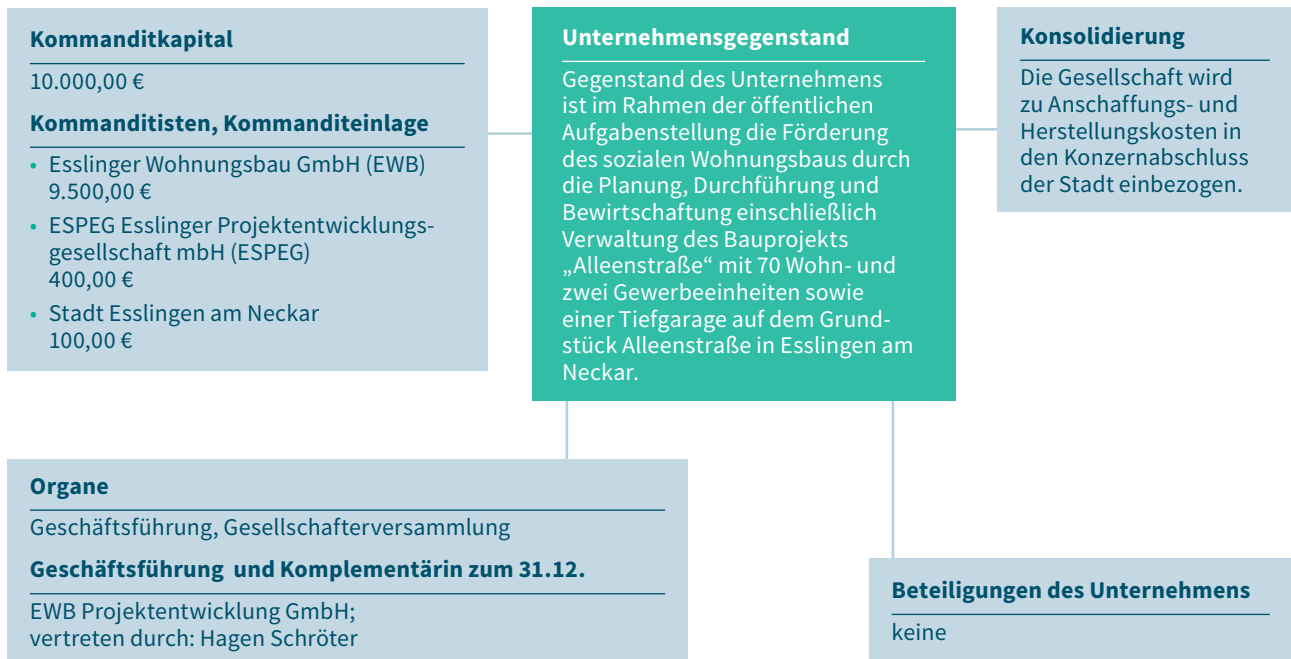 Kommanditkapital
10.000,00 €
Kommanditisten, Kommanditeinlage
• Esslinger Wohnungsbau GmbH (EWB)
9.500,00 €
• ESPEG Esslinger Projektentwicklungs-
gesellschaft mbH (ESPEG)
400,00 €
• Stadt Esslingen am Neckar
100,00 €
Unternehmensgegenstand
Gegenstand des Unternehmens
ist im Rahmen der öffentlichen
Aufgabenstellung die Förderung
des sozialen Wohnungsbaus durch
die Planung, Durchführung und
Bewirtschaftung einschließlich
Verwaltung des Bauprojekts
„Alleenstraße“ mit 70 Wohn- und
zwei Gewerbeeinheiten sowie
einer Tiefgarage auf dem Grund-
stück Alleenstraße in Esslingen am
Neckar.
Konsolidierung
Die Gesellschaft wird
zu Anschaffungs- und
Herstellungskosten in
den Konzernabschluss
der Stadt einbezogen.
Organe
Geschäftsführung, Gesellschafterversammlung
Geschäftsführung und Komplementärin zum 31.12.
EWB Projektentwicklung GmbH;
vertreten durch: Hagen Schröter
Beteiligungen des Unternehmens
keine